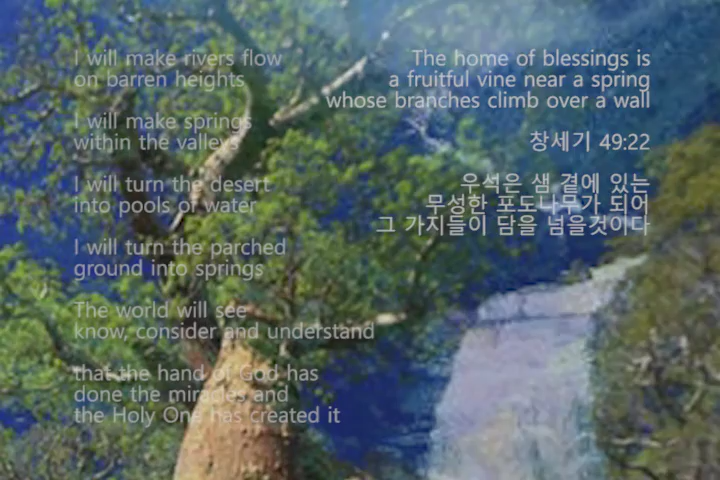 I will make rivers flow
on barren heights
I will make springs
within the valleys
I will turn the desert
into pools of water
I will turn the parched
ground into springs
The world will see
know, consider and understand
that the hand of God has
done the miracles and
the Holy One has created it
The home of blessings is
a fruitful vine near a spring
whose branches climb over a wall
창세기 49:22
우석은 샘 곁에 있는
무성한 포도나무가 되어
그 가지들이 담을 넘을것이다